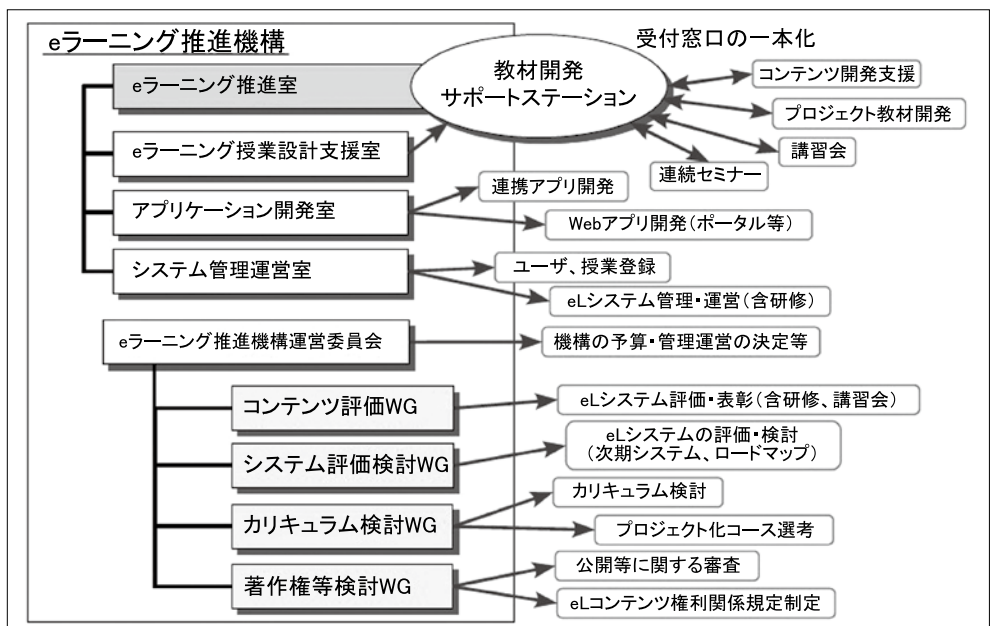 eラーニング推進機構
受付窓口の一本化
教材開発
サポートステーション
eラーニング推進室
コンテンツ開発支援
プロジェクト教材開発
講習会
連続セミナー
eラーニング授業設計支援室
アプリケーション開発室
連携アプリ開発
Webアプリ開発(ポータル等)
システム管理運営室
ユーザ、授業登録
eLシステム管理・運営(含研修)
eラーニング推進機構運営委員会
機構の予算・管理運営の決定等
コンテンツ評価WG
eLシステム評価・表彰(含研修、講習会)
システム評価検討WG
eLシステムの評価・検討
(次期システム、ロードマップ)
カリキュラム検討WG
カリキュラム検討
プロジェクト化コース選考
著作権等検討WG
公開等に関する審査
eLコンテンツ権利関係規定制定